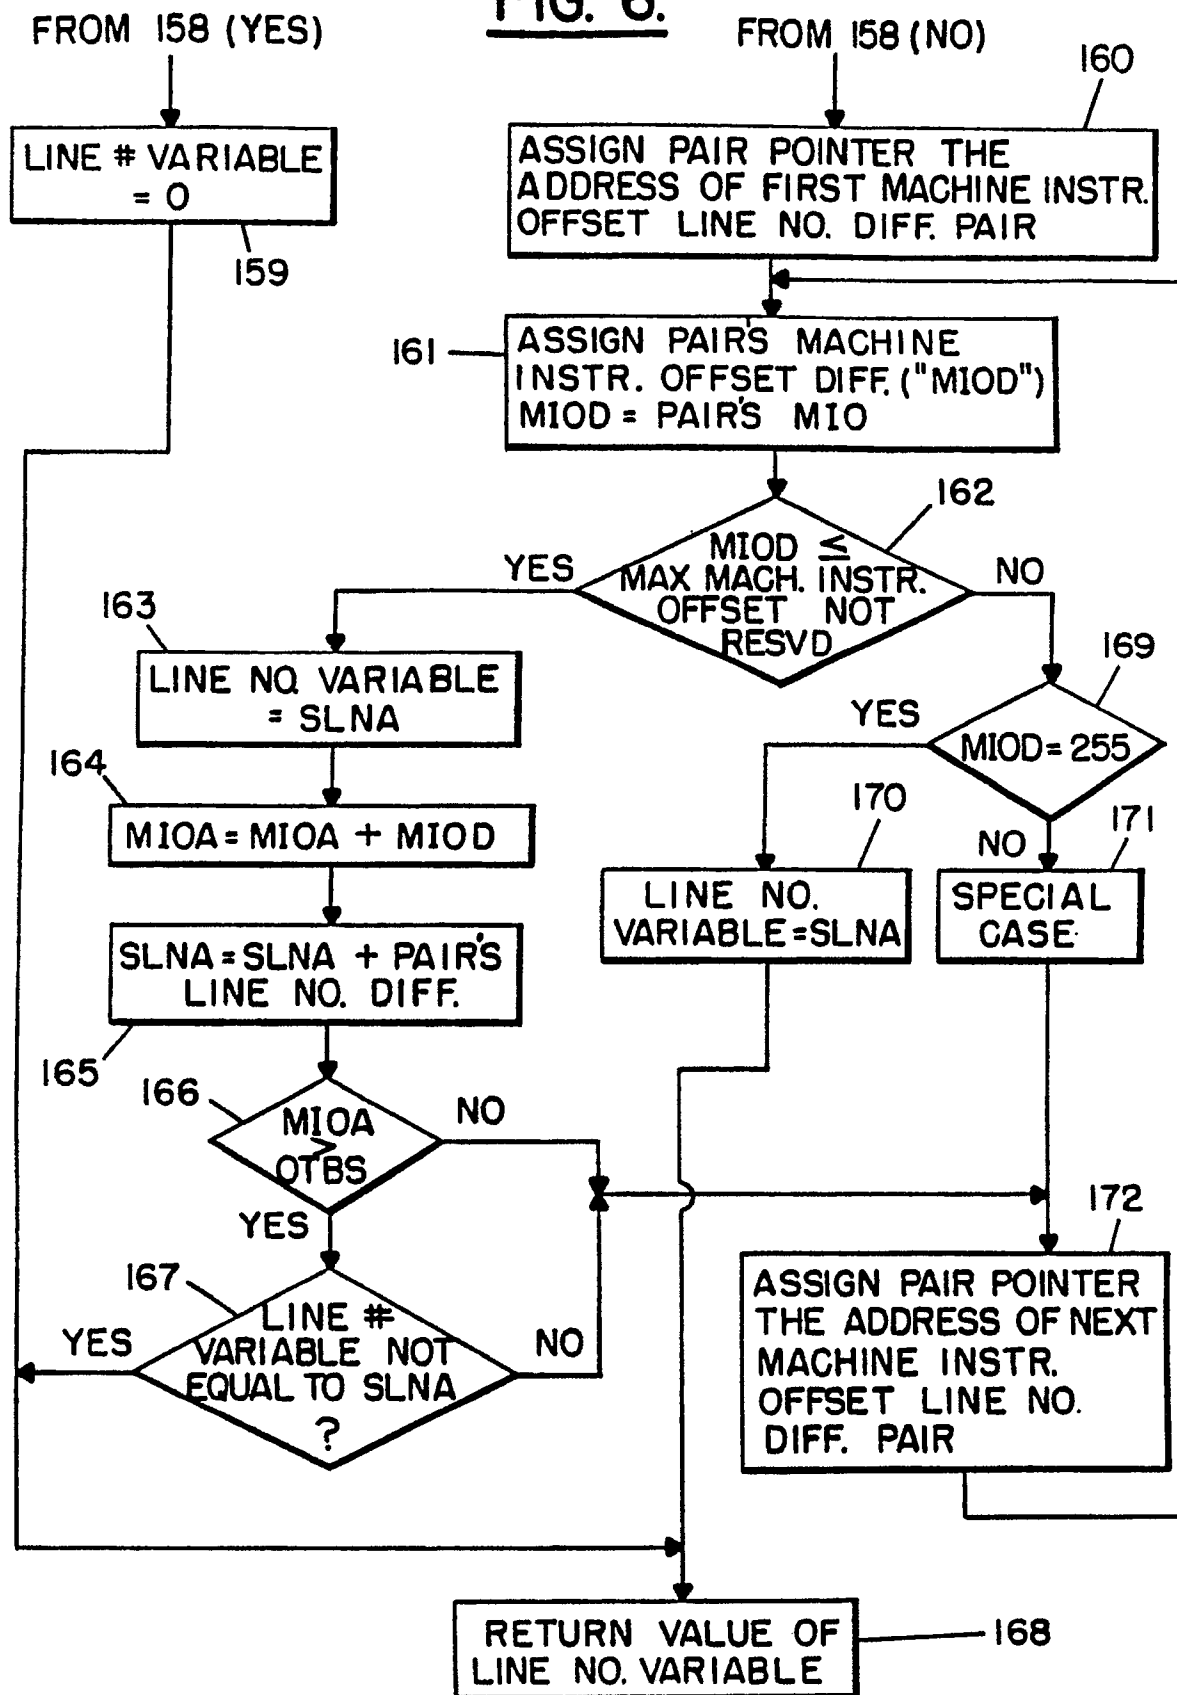 FIG. 6.
FROM 158 (YES)
FROM 158 (NO)
160
LINE # VARIABLE
= 0
159
ASSIGN PAIR POINTER THE
ADDRESS OF FIRST MACHINE INSTR.
OFFSET LINE NO. DIFF. PAIR
161
ASSIGN PAIR'S MACHINE
INSTR. OFFSET DIFF. ("MIOD")
MIOD = PAIR'S MIO
162
MIOD ≤
MAX MACH. INSTR.
OFFSET NOT
RESVD
YES
NO
163
LINE NO. VARIABLE
= SLNA
169
YES
MIOD = 255
NO
164
MIOA = MIOA + MIOD
170
LINE NO.
VARIABLE = SLNA
171
SPECIAL
CASE
SLNA = SLNA + PAIR'S
LINE NO. DIFF.
165
166
MIOA
>
OTBS
NO
YES
167
LINE #
VARIABLE NOT
EQUAL TO SLNA
?
YES
NO
172
ASSIGN PAIR POINTER
THE ADDRESS OF NEXT
MACHINE INSTR.
OFFSET LINE NO.
DIFF. PAIR
RETURN VALUE OF
LINE NO. VARIABLE
168